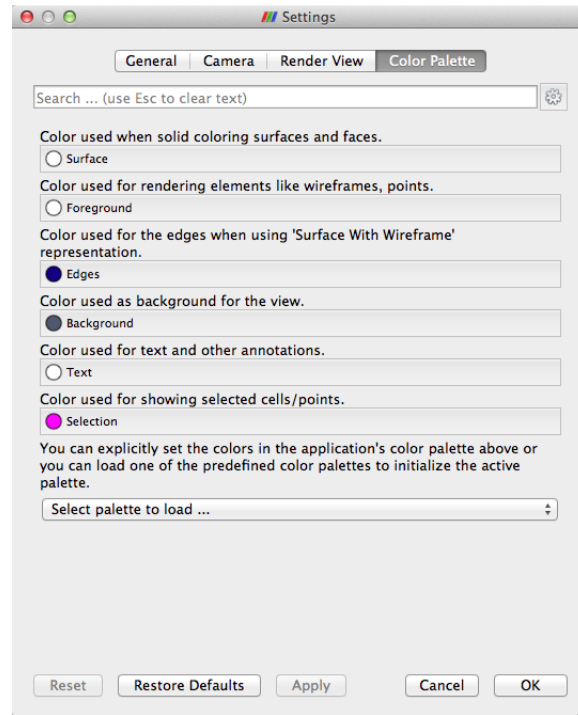 Settings
General Camera Render View Color Palette
Search ... (use Esc to clear text)
Color used when solid coloring surfaces and faces.
Surface
Color used for rendering elements like wireframes, points.
Foreground
Color used for the edges when using 'Surface With Wireframe'
representation.
Edges
Color used as background for the view.
Background
Color used for text and other annotations.
Text
Color used for showing selected cells/points.
Selection
You can explicitly set the colors in the application's color palette above or
you can load one of the predefined color palettes to initialize the active
palette.
Select palette to load ...
Reset Restore Defaults Apply Cancel OK